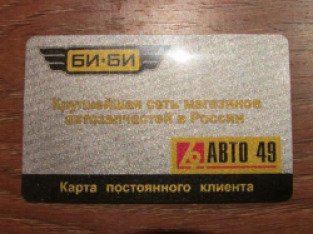 БИ•БИ
Крупнейшая сеть магазинов
автозапчастей в России
АВТО 49
Карта постоянного клиента